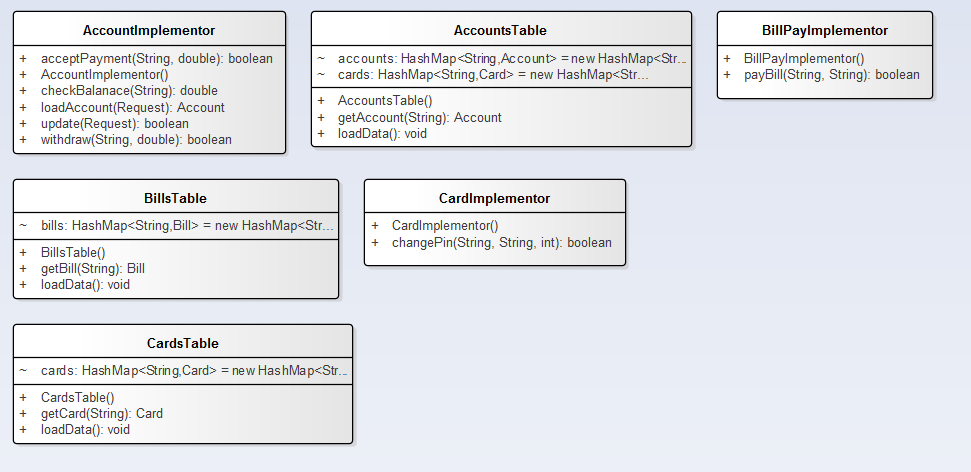 AccountImplementor
+ acceptPayment(String, double): boolean
+ AccountImplementor()
+ checkBalanace(String): double
+ loadAccount(Request): Account
+ update(Request): boolean
+ withdraw(String, double): boolean
AccountsTable
~ accounts: HashMap<String,Account> = new HashMap<Str...
~ cards: HashMap<String,Card> = new HashMap<Str...
+ AccountsTable()
+ getAccount(String): Account
+ loadData(): void
BillPayImplementor
+ BillPayImplementor()
+ payBill(String, String): boolean
BillsTable
~ bills: HashMap<String,Bill> = new HashMap<Str...
+ BillsTable()
+ getBill(String): Bill
+ loadData(): void
CardImplementor
+ CardImplementor()
+ changePin(String, String, int): boolean
CardsTable
~ cards: HashMap<String,Card> = new HashMap<Str...
+ CardsTable()
+ getCard(String): Card
+ loadData(): void